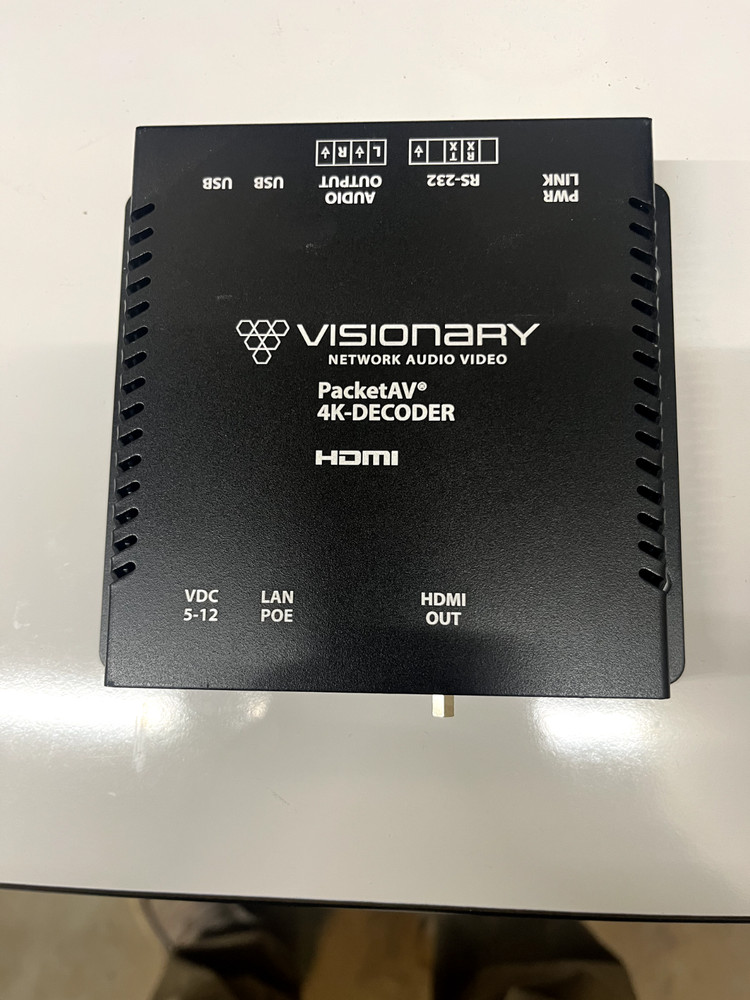 PWR
LINK
RS-232
RX TX
AUDIO
OUTPUT
L R
USB USB
VISIONARY
NETWORK AUDIO VIDEO
PacketAV®
4K-DECODER
HDMI
VDC
5-12
LAN
POE
HDMI
OUT